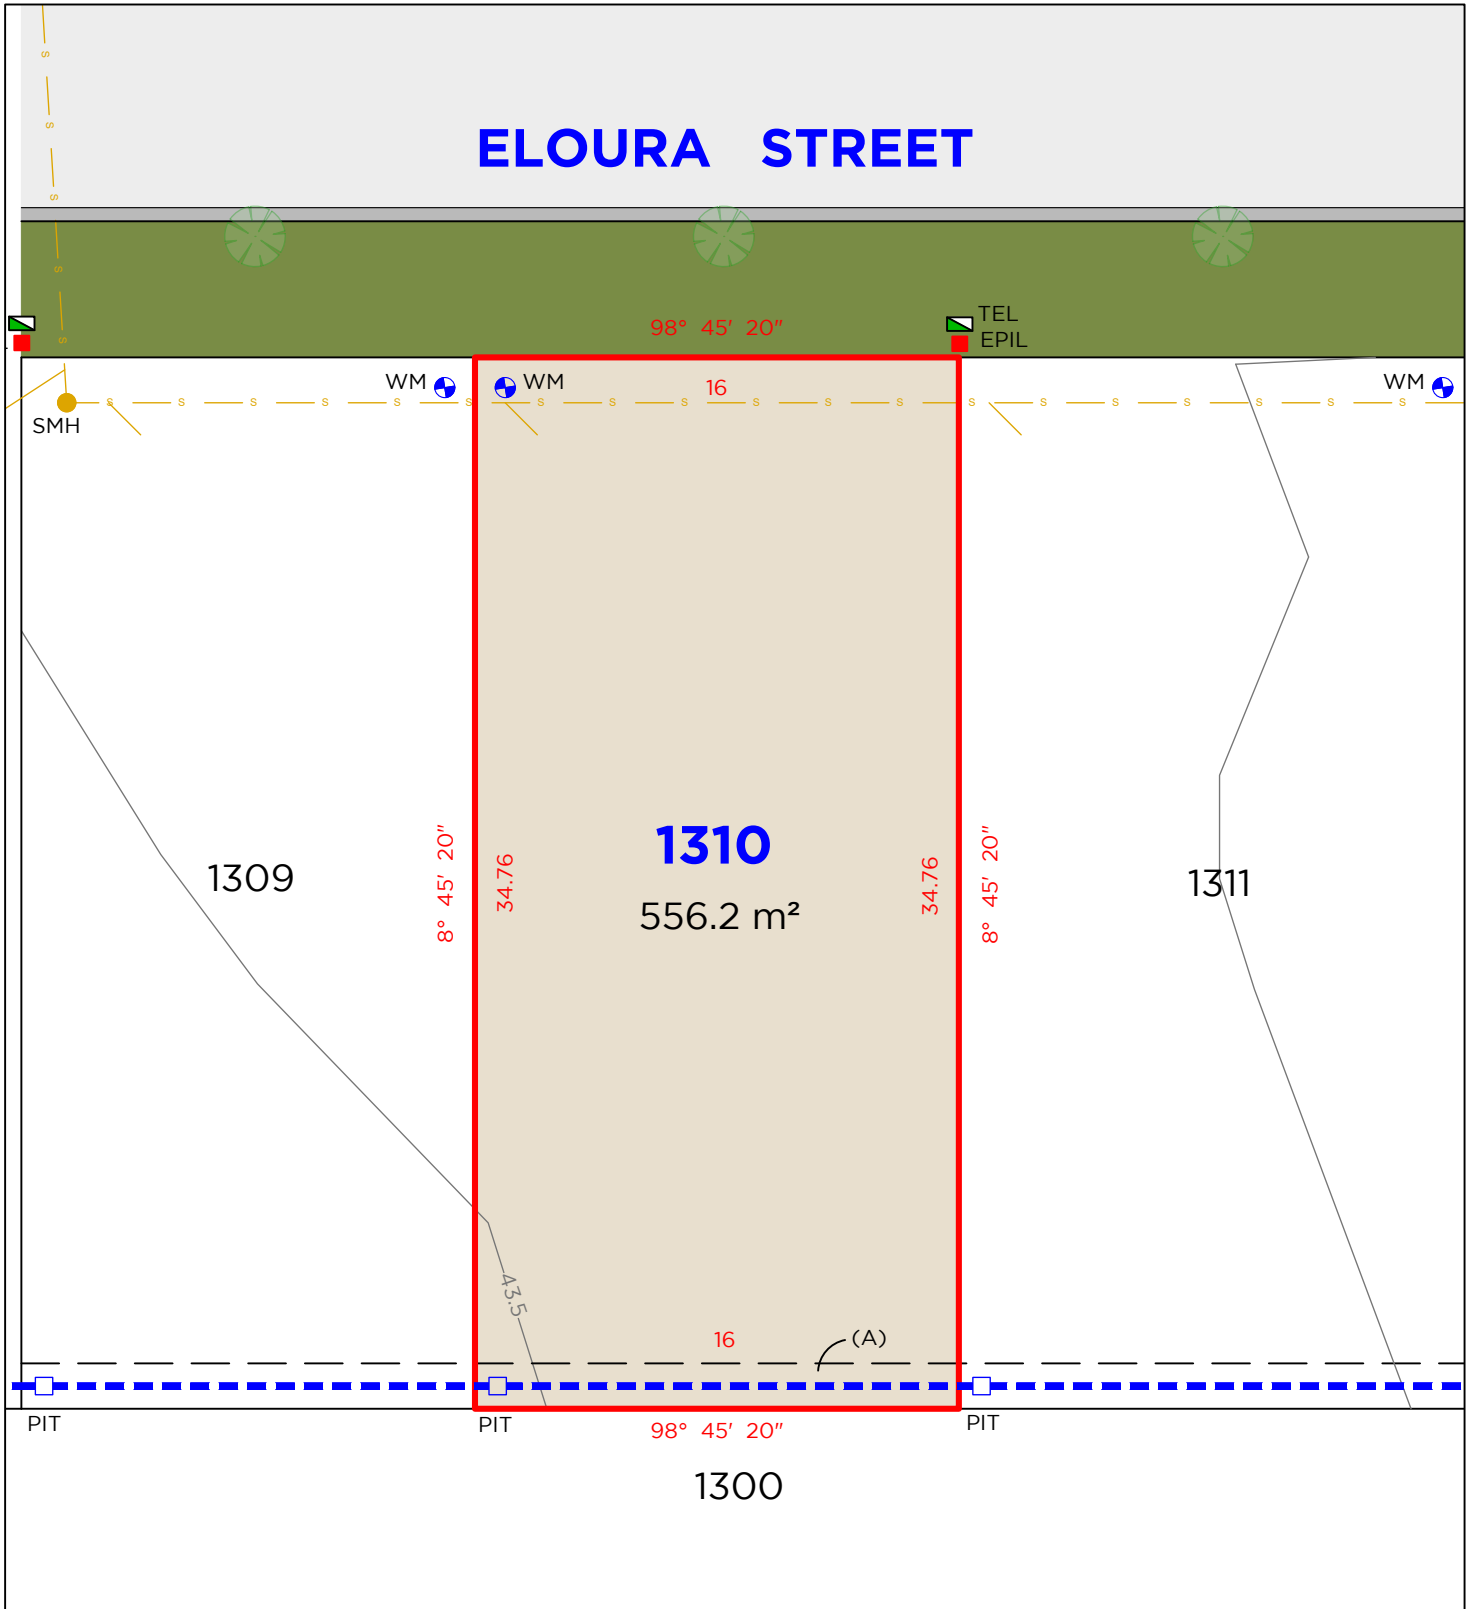 ELOURA STREET
98° 45' 20"
TEL
EPIL
WM
WM
16
WM
SMH
s s s s s s s s s s s s s s s s s s s s s s s s
8° 45' 20"
34.76
1310
34.76
8° 45' 20"
1309
1311
556.2 m²
43.5
16
(A)
PIT
PIT
98° 45' 20"
PIT
1300